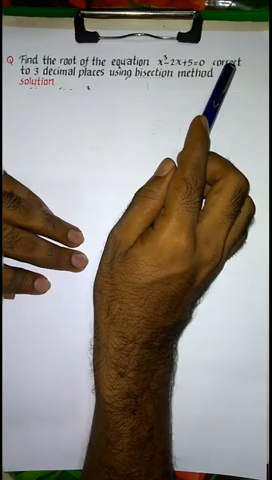 Q Find the root of the equation x³-2x+5=0 correct
to 3 decimal places using bisection method
solution